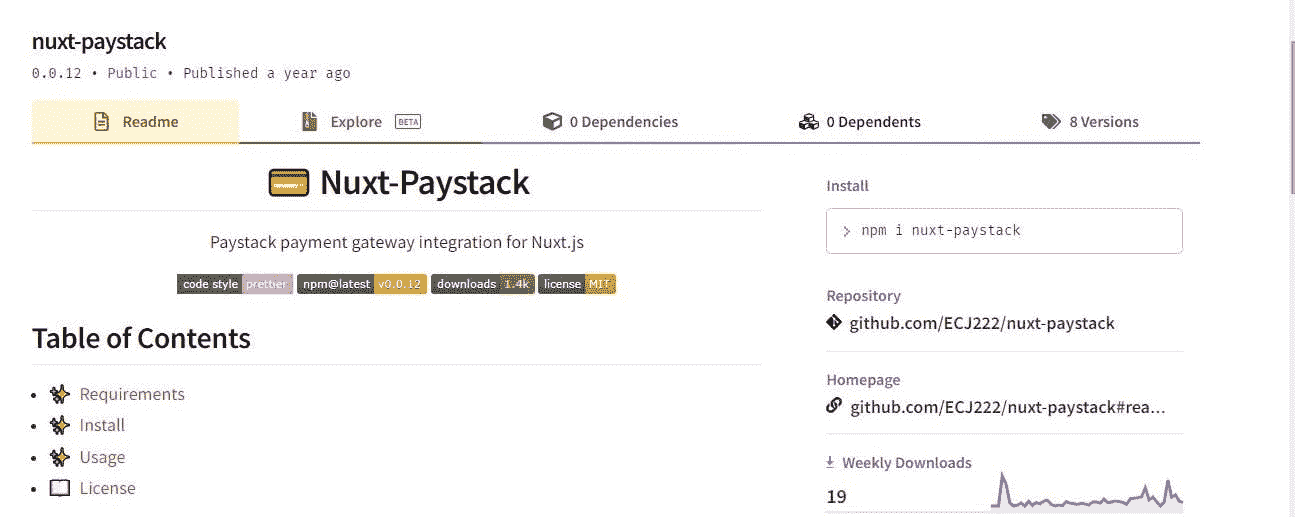 nuxt-paystack
0.0.12 • Public • Published a year ago
Readme
Explore BETA
0 Dependencies
0 Dependents
8 Versions
Nuxt-Paystack
Paystack payment gateway integration for Nuxt.js
code style prettier npm@latest v0.0.12 downloads 1.4k license MIT
Table of Contents
Requirements
Install
Usage
License
Install
> npm i nuxt-paystack
Repository
github.com/ECJ222/nuxt-paystack
Homepage
github.com/ECJ222/nuxt-paystack#rea...
Weekly Downloads
19